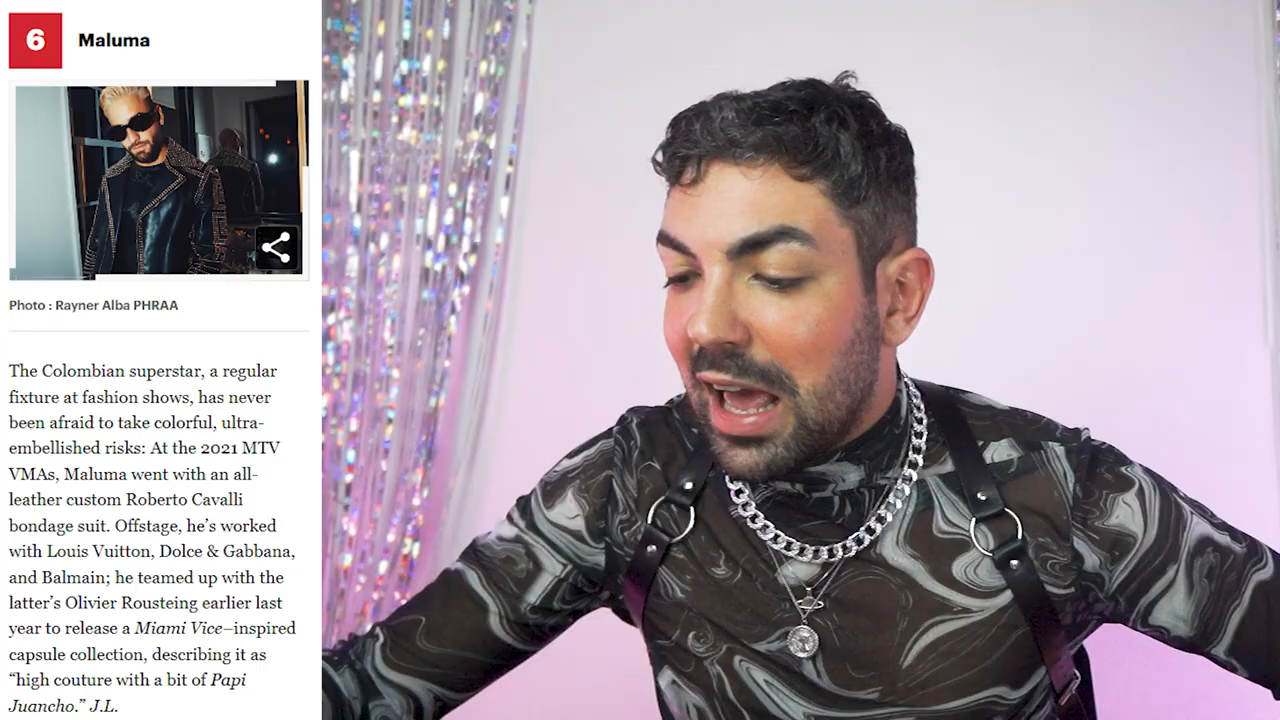 6 Maluma
Photo : Rayner Alba PHRAA
The Colombian superstar, a regular
fixture at fashion shows, has never
been afraid to take colorful, ultra-
embellished risks: At the 2021 MTV
VMAs, Maluma went with an all-
leather custom Roberto Cavalli
bondage suit. Offstage, he’s worked
with Louis Vuitton, Dolce & Gabbana,
and Balmain; he teamed up with the
latter’s Olivier Rousteing earlier last
year to release a Miami Vice–inspired
capsule collection, describing it as
“high couture with a bit of Papi
Juancho.” J.L.